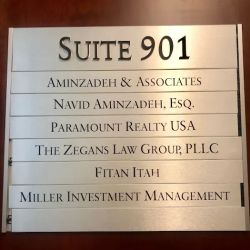 SUITE 901
AMINZADEH & ASSOCIATES
NAVID AMINZADEH, ESQ.
PARAMOUNT REALTY USA
THE ZEGANS LAW GROUP, PLLC
FITAN ITAH
MILLER INVESTMENT MANAGEMENT